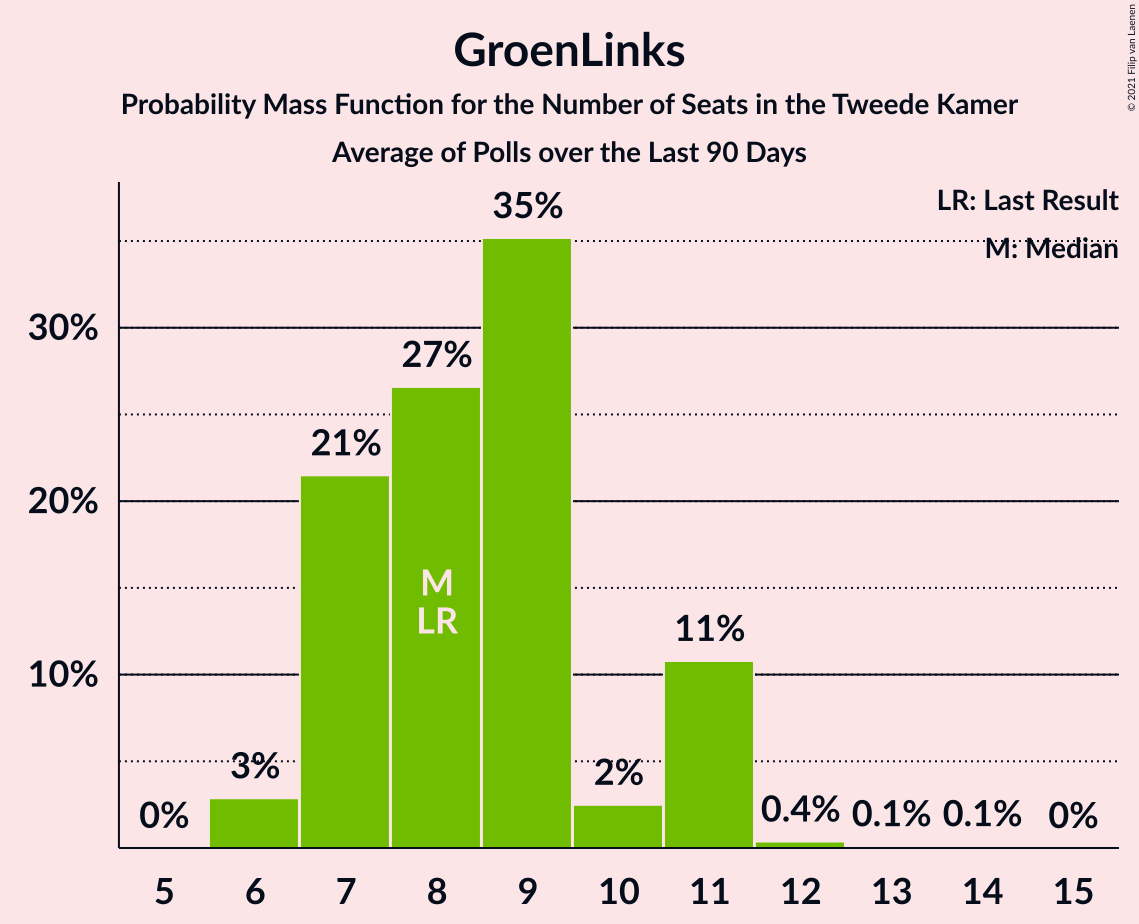 GroenLinks
Probability Mass Function for the Number of Seats in the Tweede Kamer
Average of Polls over the Last 90 Days
© 2021 Filip van Laenen
LR: Last Result
M: Median
35%
30%
27%
21%
20%
M
LR
11%
10%
3%
2%
0%
0.4%
0.1%
0.1%
0%
5 6 7 8 9 10 11 12 13 14 15